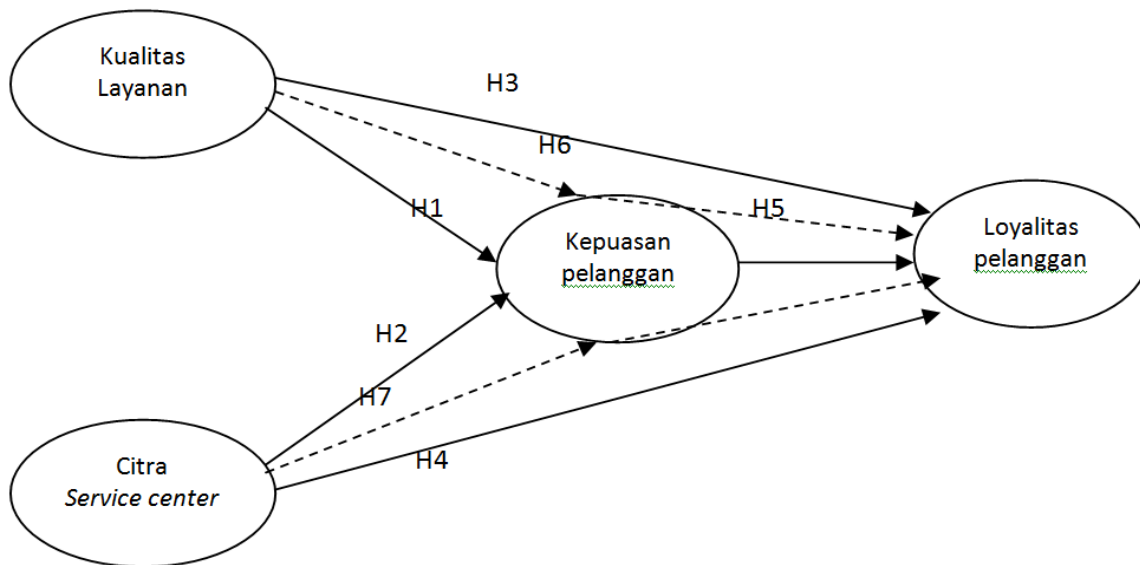 Kualitas
Layanan
H3
H6
H1
H5
Kepuasan
pelanggan
Loyalitas
pelanggan
H2
H7
H4
Citra
Service center